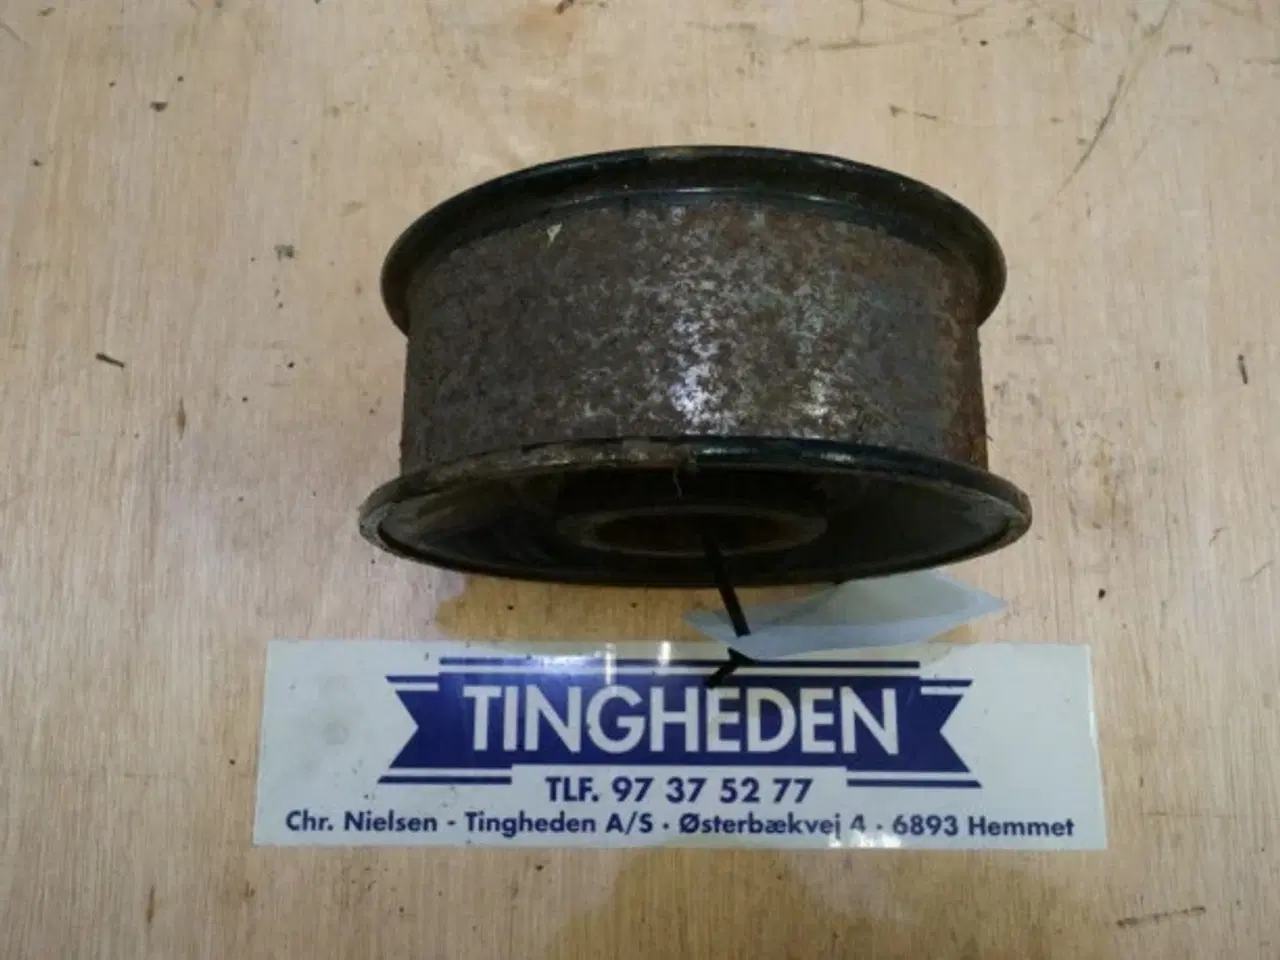 TINGHEDEN
TLF. 97 37 52 77
Chr. Nielsen - Tingheden A/S · Østerbækvej 4 · 6893 Hemmet